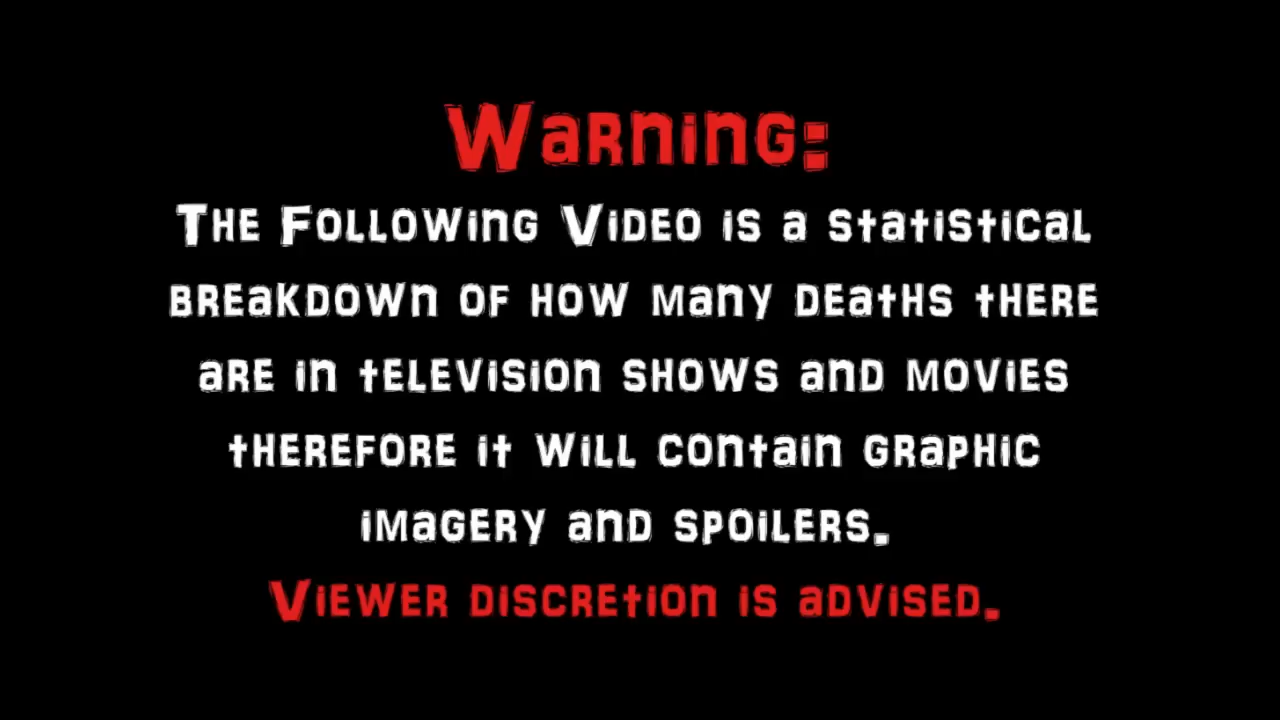 Warning:
The Following Video is a statistical
breakdown of how many deaths there
are in television shows and movies
therefore it will contain graphic
imagery and spoilers.
Viewer discretion is advised.